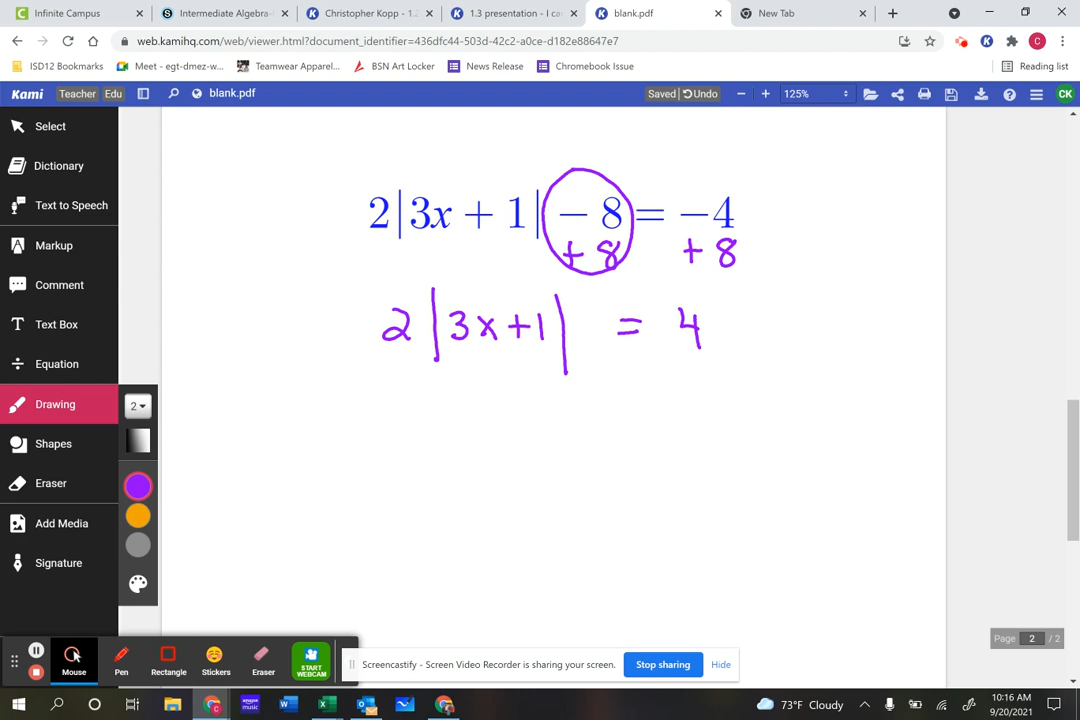 Infinite Campus
Intermediate Algebra-
Christopher Kopp - 1.2
1.3 presentation - I ca
blank.pdf
New Tab
web.kamihq.com/web/viewer.html?document_identifier=436dfc44-503d-42c2-a0ce-d182e88647e7
ISD12 Bookmarks
Meet - egt-dmez-w...
Teamwear Apparel...
BSN Art Locker
News Release
Chromebook Issue
Reading list
Kami Teacher Edu blank.pdf Saved Undo 125% CK
Select
Dictionary
Text to Speech
Markup
Comment
Text Box
Equation
Drawing
Shapes
Eraser
Add Media
Signature
2
2|3x + 1| − 8 = −4
+ 8 + 8
2|3x+1| = 4
Page 2 / 2
Mouse
Pen
Rectangle
Stickers
Eraser
START WEBCAM
Screencastify - Screen Video Recorder is sharing your screen.
Stop sharing
Hide
73°F Cloudy
10:16 AM
9/20/2021